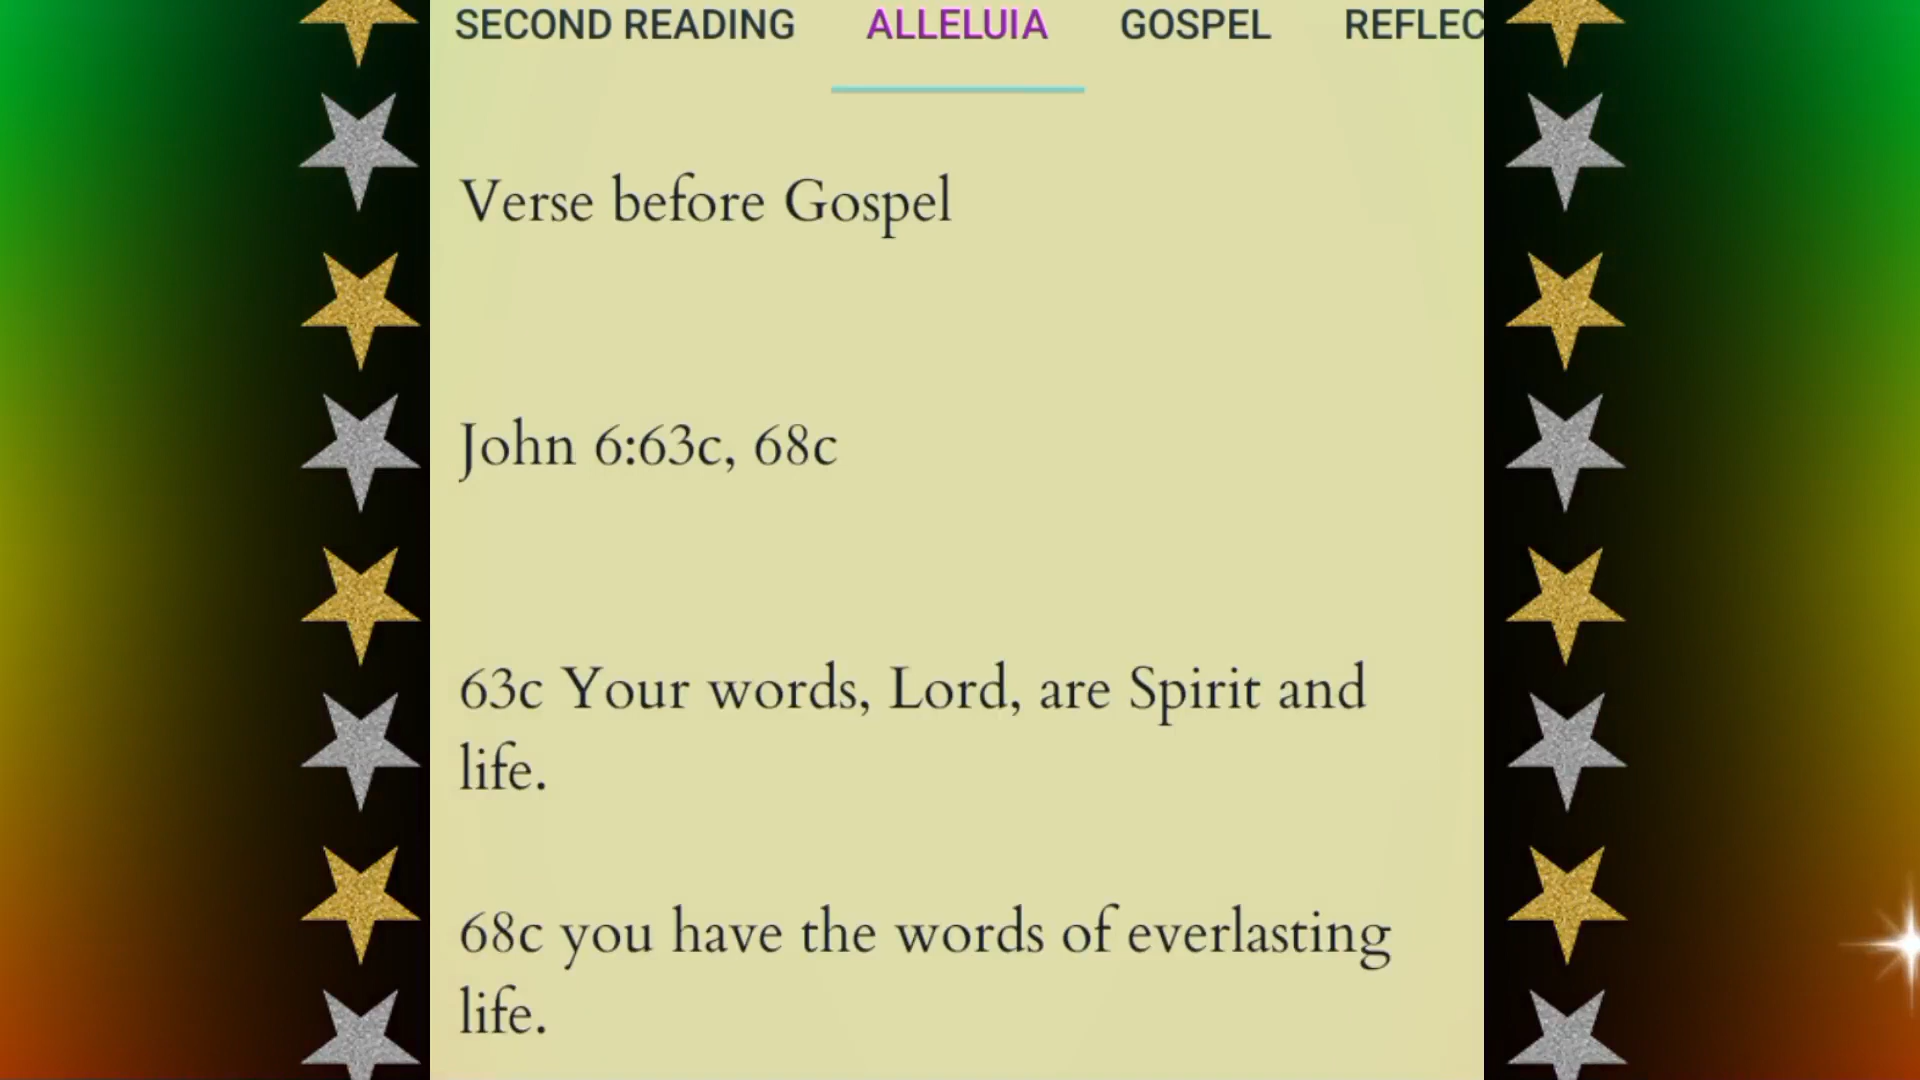 SECOND READING ALLELUIA GOSPEL REFLEC
Verse before Gospel
John 6:63c, 68c
63c Your words, Lord, are Spirit and
life.
68c you have the words of everlasting
life.